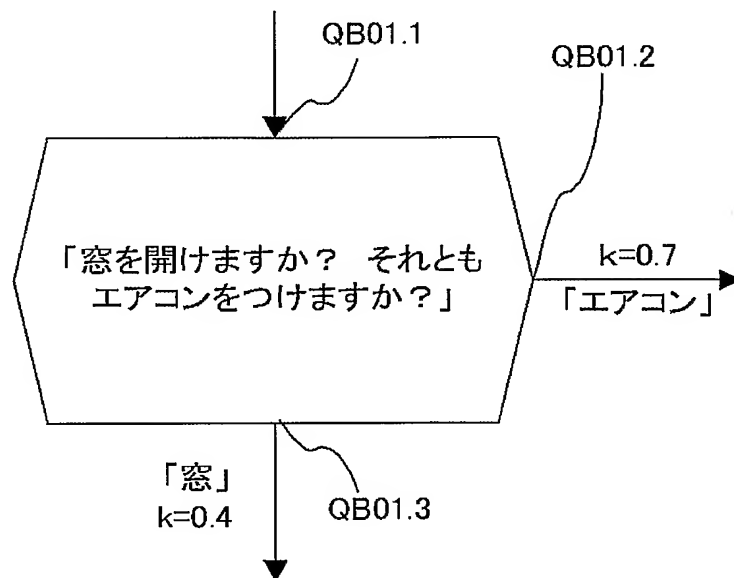 QB01.1
QB01.2
「窓を開けますか？ それとも
エアコンをつけますか？」
k=0.7
「エアコン」
「窓」
k=0.4
QB01.3